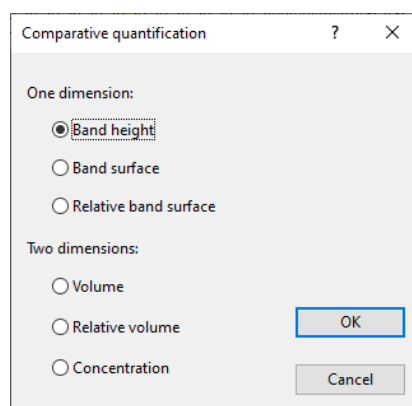 Comparative quantification ? ×
One dimension:
Band height
Band surface
Relative band surface
Two dimensions:
Volume
Relative volume
OK
Concentration
Cancel